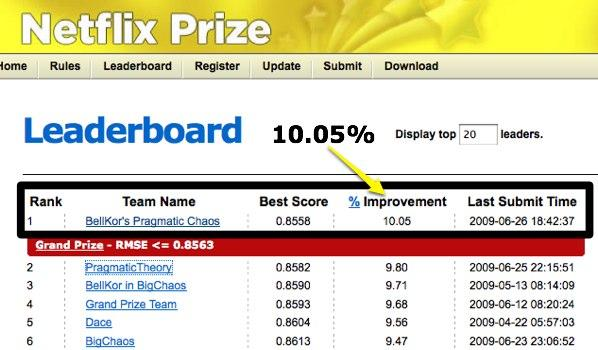 Netflix Prize
Home Rules Leaderboard Register Update Submit Download
Leaderboard 10.05% Display top 20 leaders.
Rank Team Name Best Score % Improvement Last Submit Time
1 BellKor's Pragmatic Chaos 0.8558 10.05 2009-06-26 18:42:37
Grand Prize - RMSE <= 0.8563
2 PragmaticTheory 0.8582 9.80 2009-06-25 22:15:51
3 BellKor in BigChaos 0.8590 9.71 2009-05-13 08:14:09
4 Grand Prize Team 0.8593 9.68 2009-06-12 08:20:24
5 Dace 0.8604 9.56 2009-04-22 05:57:03
6 BigChaos 0.8613 9.47 2009-06-23 23:06:52